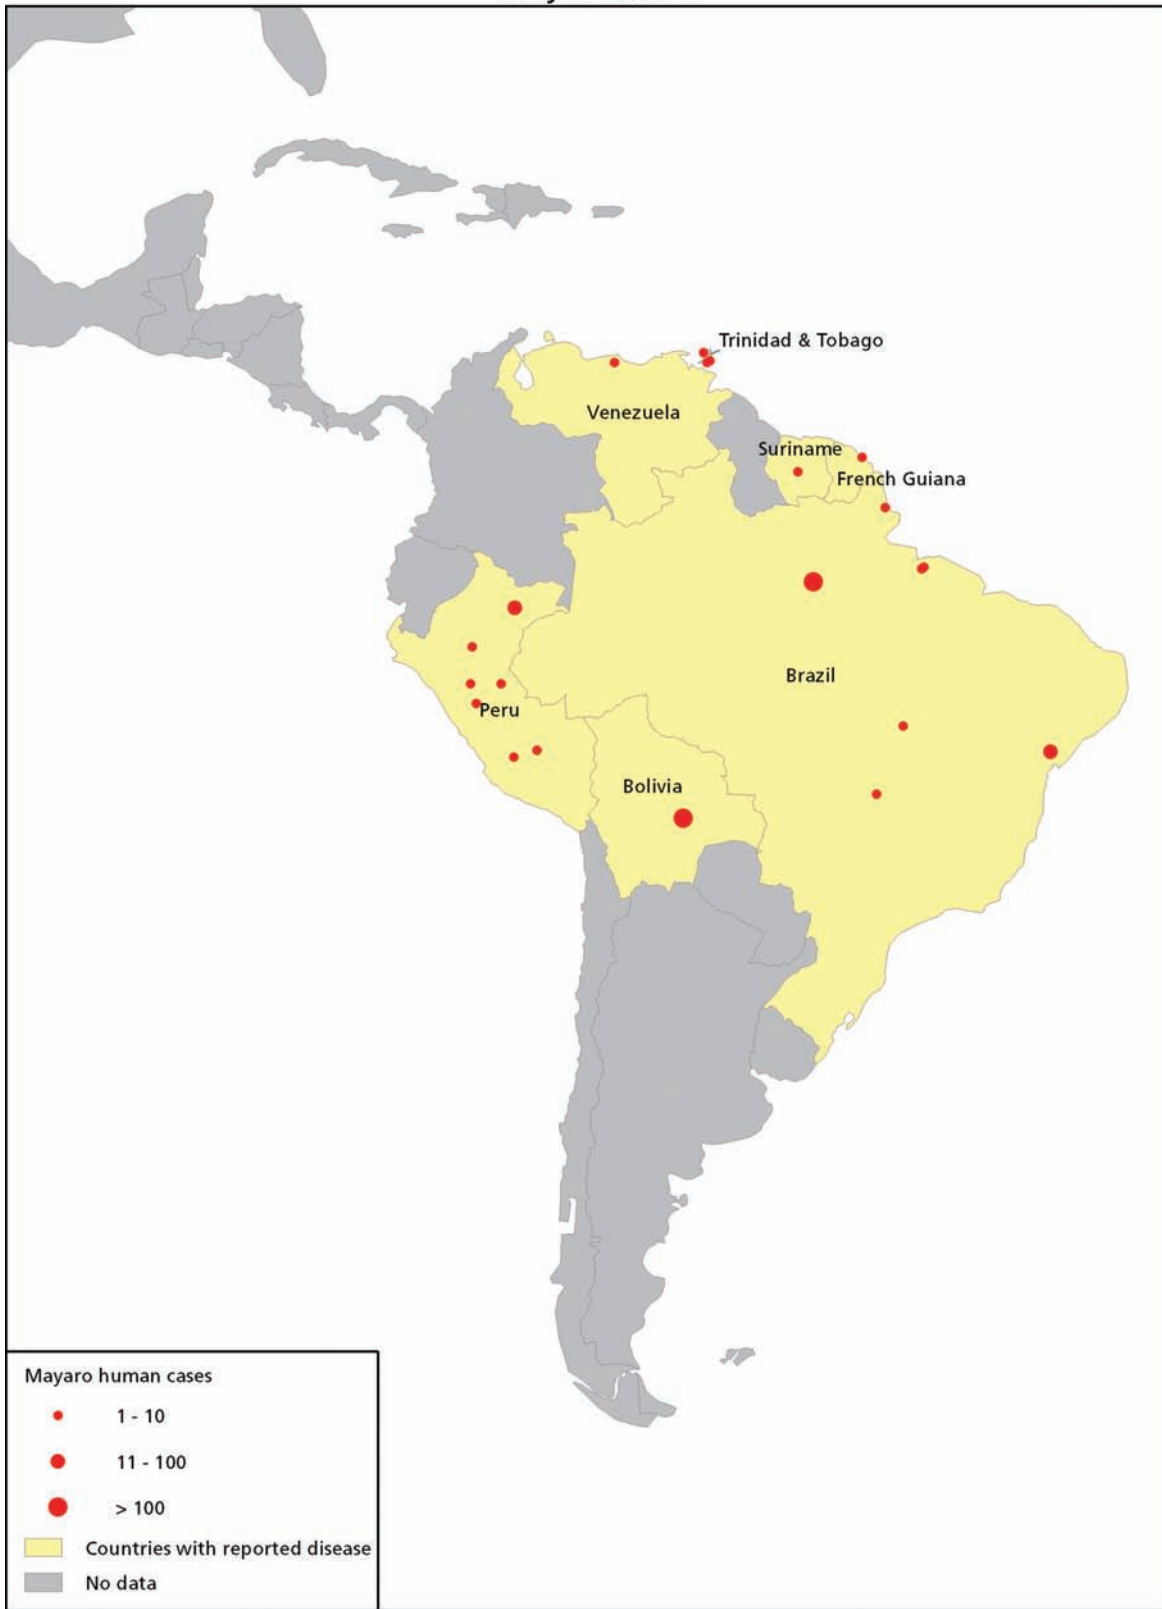 Trinidad & Tobago
Venezuela
Suriname
French Guiana
Brazil
Peru
Bolivia
Mayaro human cases
1 - 10
11 - 100
> 100
Countries with reported disease
No data